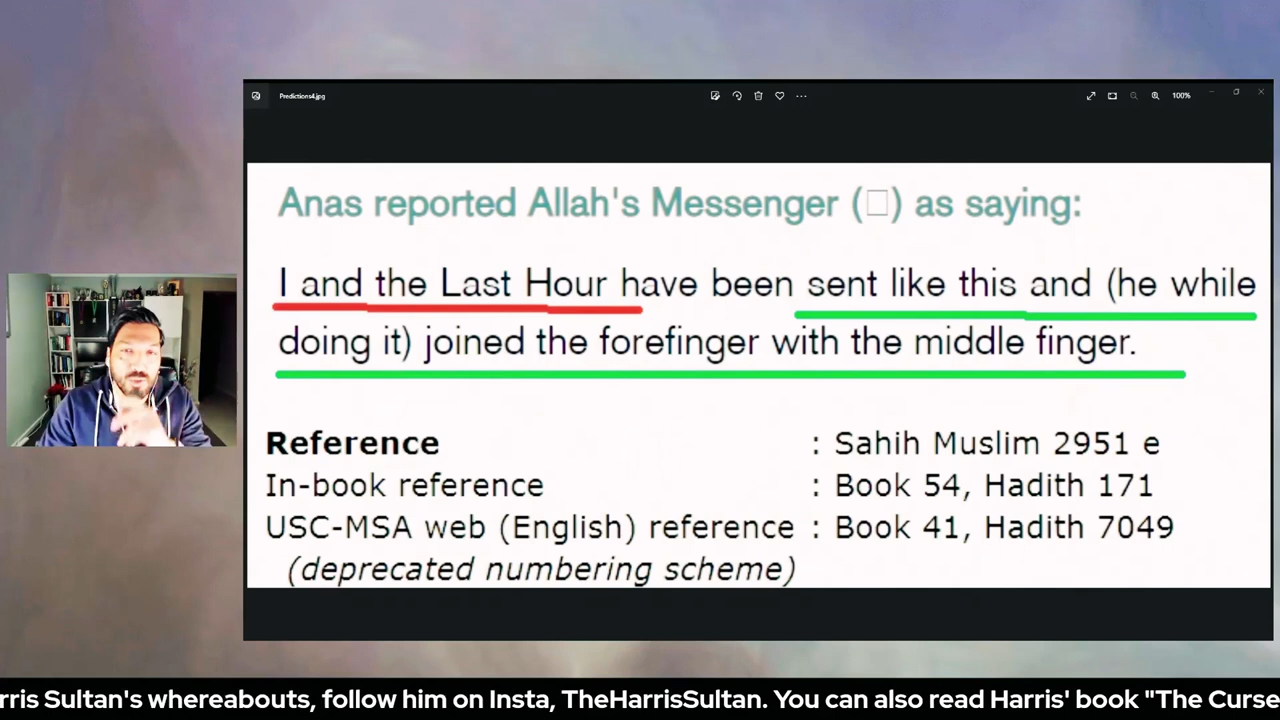 Predictions4.jpg
100%
Anas reported Allah's Messenger (□) as saying:
I and the Last Hour have been sent like this and (he while
doing it) joined the forefinger with the middle finger.
Reference : Sahih Muslim 2951 e
In-book reference : Book 54, Hadith 171
USC-MSA web (English) reference : Book 41, Hadith 7049
(deprecated numbering scheme)
rris Sultan's whereabouts, follow him on Insta, TheHarrisSultan. You can also read Harris' book "The Curse